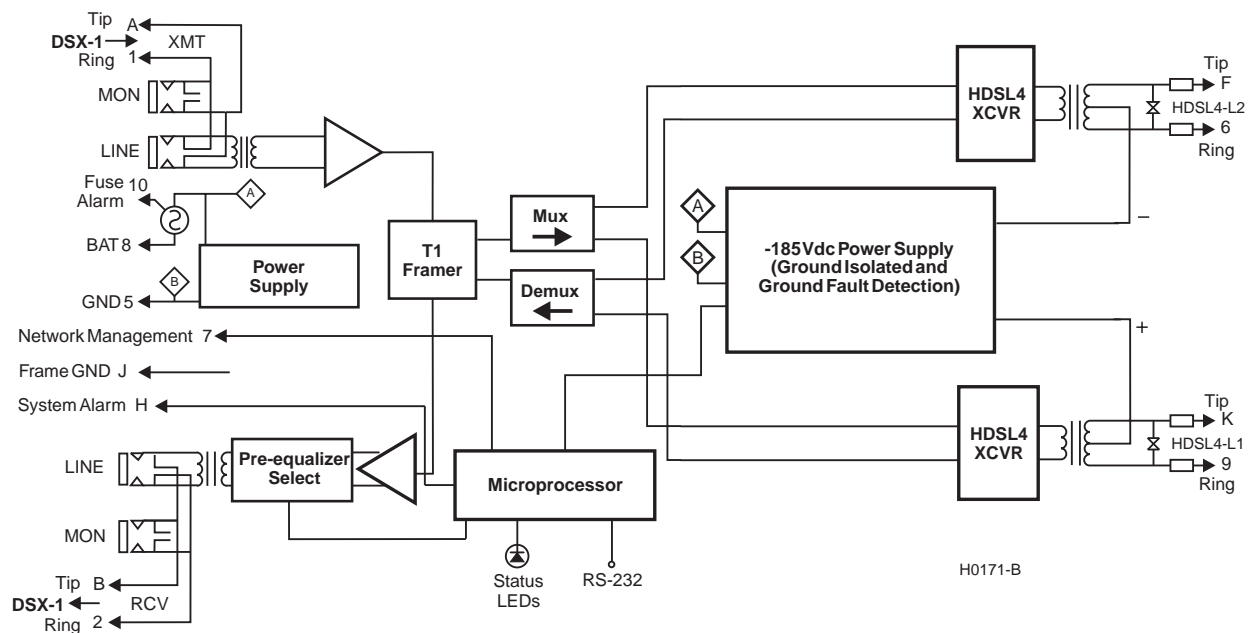 Tip A
DSX-1 XMT
Ring 1
MON
LINE
Fuse 10
Alarm
A
BAT 8
Power
Supply
B
GND 5
Network Management 7
Frame GND J
System Alarm H
LINE
Pre-equalizer
Select
MON
Tip B
DSX-1 RCV
Ring 2
T1
Framer
Mux
Demux
Microprocessor
Status
LEDs
RS-232
A
B
-185Vdc Power Supply
(Ground Isolated and
Ground Fault Detection)
HDSL4
XCVR
Tip
F
HDSL4-L2
6
Ring
–
+
HDSL4
XCVR
Tip
K
HDSL4-L1
9
Ring
H0171-B